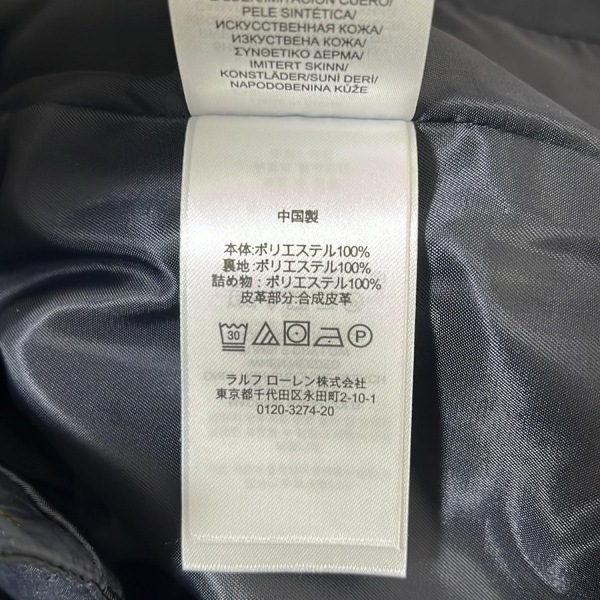 PELE SINTÉTICA/
ИСКУССТВЕННАЯ КОЖА/
ИЗКУСТВЕНА КОЖА/
ΣΥΝΘΕΤΙΚΟ ΔΕΡΜΑ/
IMITERT SKINN/
KONSTLÄDER/SUNİ DERİ/
NAPODOBENINA KŮŽE
中国製
本体:ポリエステル100%
裏地:ポリエステル100%
詰め物:ポリエステル100%
皮革部分:合成皮革
30 P
ラルフ ローレン株式会社
東京都千代田区永田町2-10-1
0120-3274-20